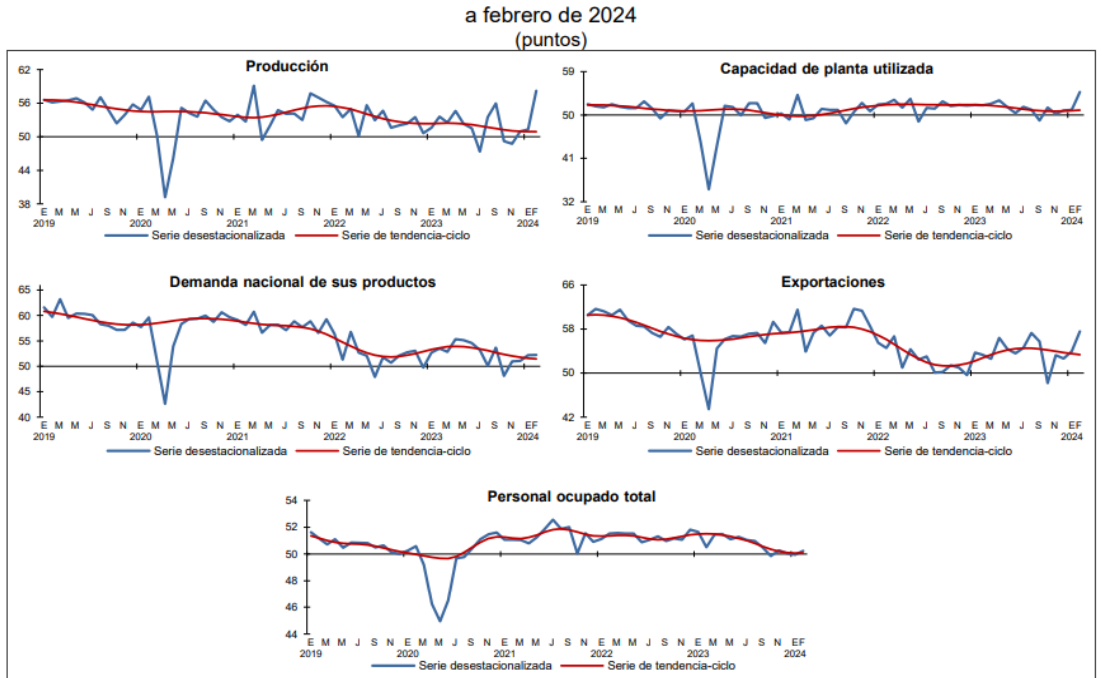 a febrero de 2024
(puntos)
Producción
62
56
50
44
38
E M M J S N E M M J S N E M M J S N E M M J S N E M M J S N EF
2019 2020 2021 2022 2023 2024
Serie desestacionalizada Serie de tendencia-ciclo
Capacidad de planta utilizada
59
50
41
32
E M M J S N E M M J S N E M M J S N E M M J S N E M M J S N EF
2019 2020 2021 2022 2023 2024
Serie desestacionalizada Serie de tendencia-ciclo
Demanda nacional de sus productos
65
60
55
50
45
40
E M M J S N E M M J S N E M M J S N E M M J S N E M M J S N EF
2019 2020 2021 2022 2023 2024
Serie desestacionalizada Serie de tendencia-ciclo
Exportaciones
66
58
50
42
E M M J S N E M M J S N E M M J S N E M M J S N E M M J S N EF
2019 2020 2021 2022 2023 2024
Serie desestacionalizada Serie de tendencia-ciclo
Personal ocupado total
54
52
50
48
46
44
E M M J S N E M M J S N E M M J S N E M M J S N E M M J S N EF
2019 2020 2021 2022 2023 2024
Serie desestacionalizada Serie de tendencia-ciclo